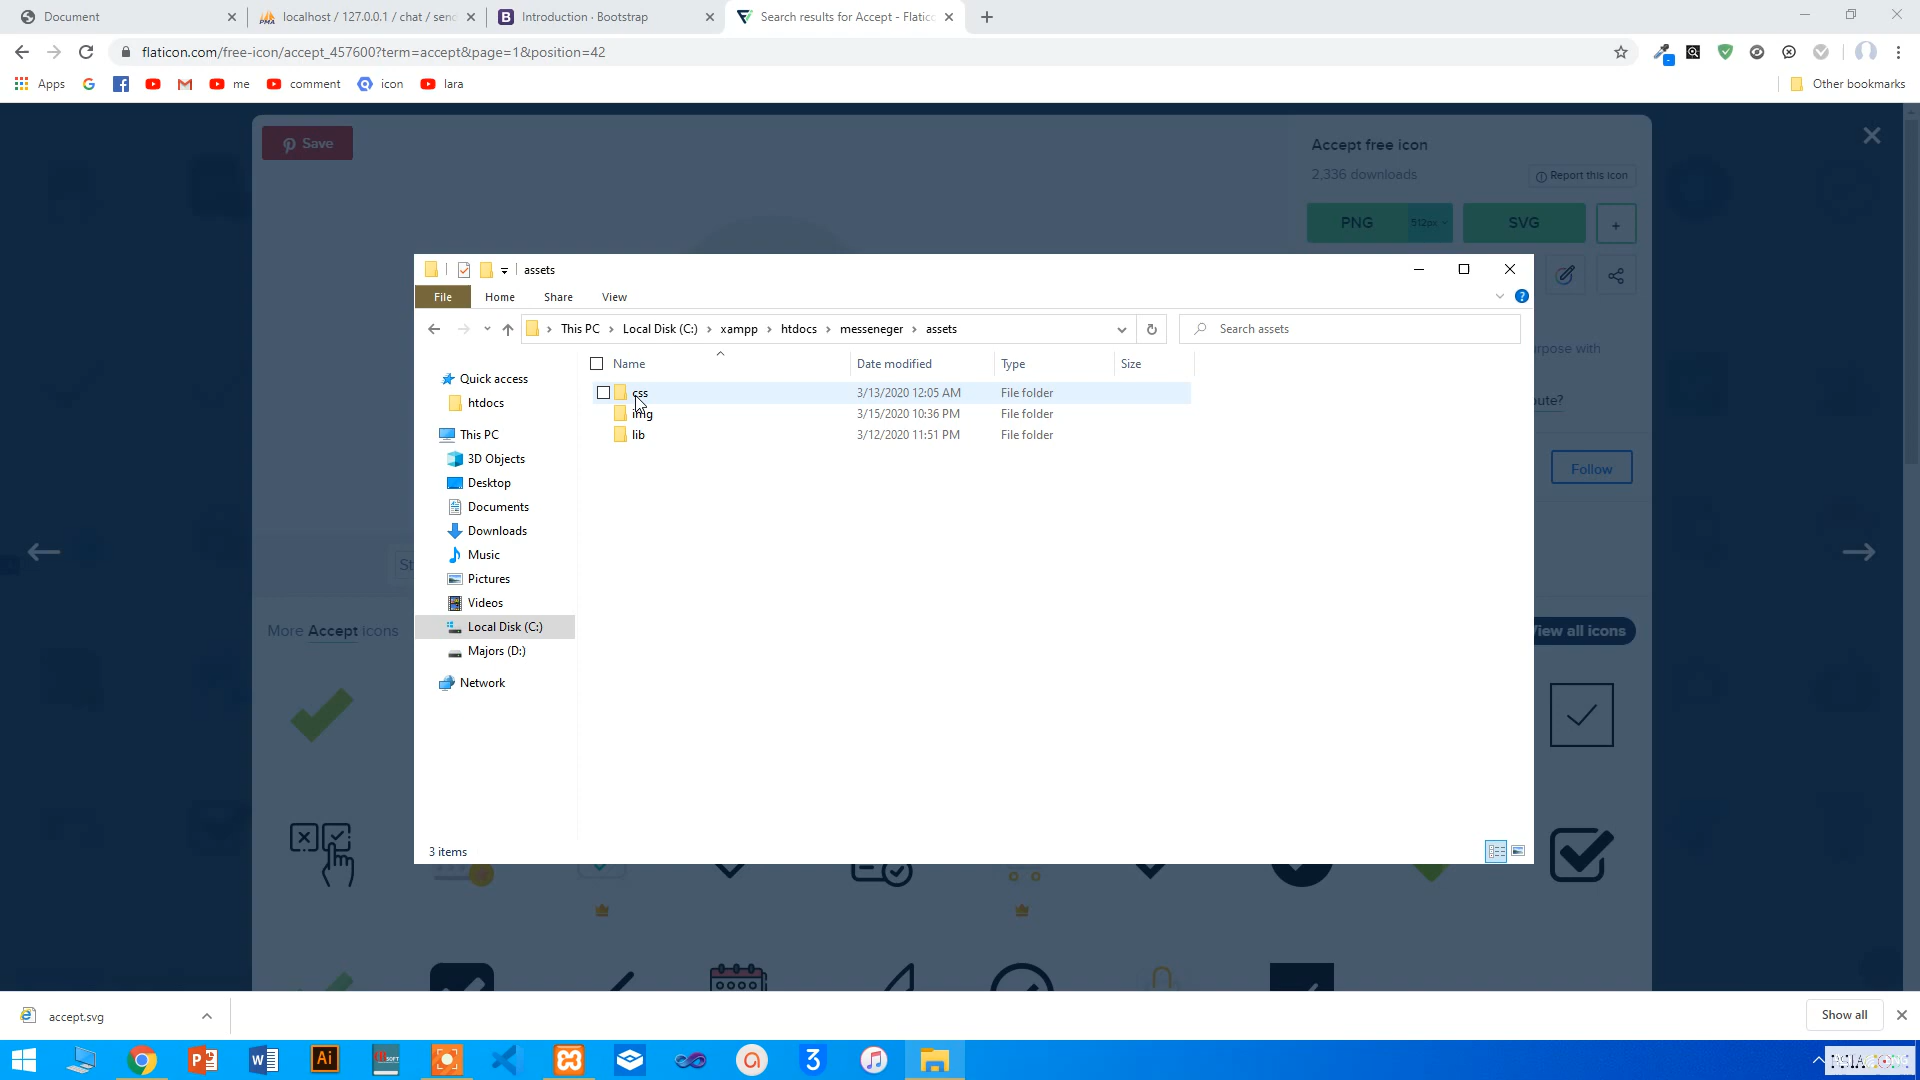 Document
localhost / 127.0.0.1 / chat / send
Introduction · Bootstrap
Search results for Accept - Flatico
flaticon.com/free-icon/accept_457600?term=accept&page=1&position=42
Apps
me
comment
icon
lara
Other bookmarks
Save
Accept free icon
2,336 downloads
Report this icon
PNG
512px
SVG
+
assets
File
Home
Share
View
This PC > Local Disk (C:) > xampp > htdocs > messeneger > assets
Search assets
Name
Date modified
Type
Size
css
3/13/2020 12:05 AM
File folder
img
3/15/2020 10:36 PM
File folder
lib
3/12/2020 11:51 PM
File folder
Quick access
htdocs
This PC
3D Objects
Desktop
Documents
Downloads
Music
Pictures
Videos
Local Disk (C:)
Majors (D:)
Network
3 items
rpose with
ute?
Follow
St
More Accept icons
View all icons
accept.svg
Show all